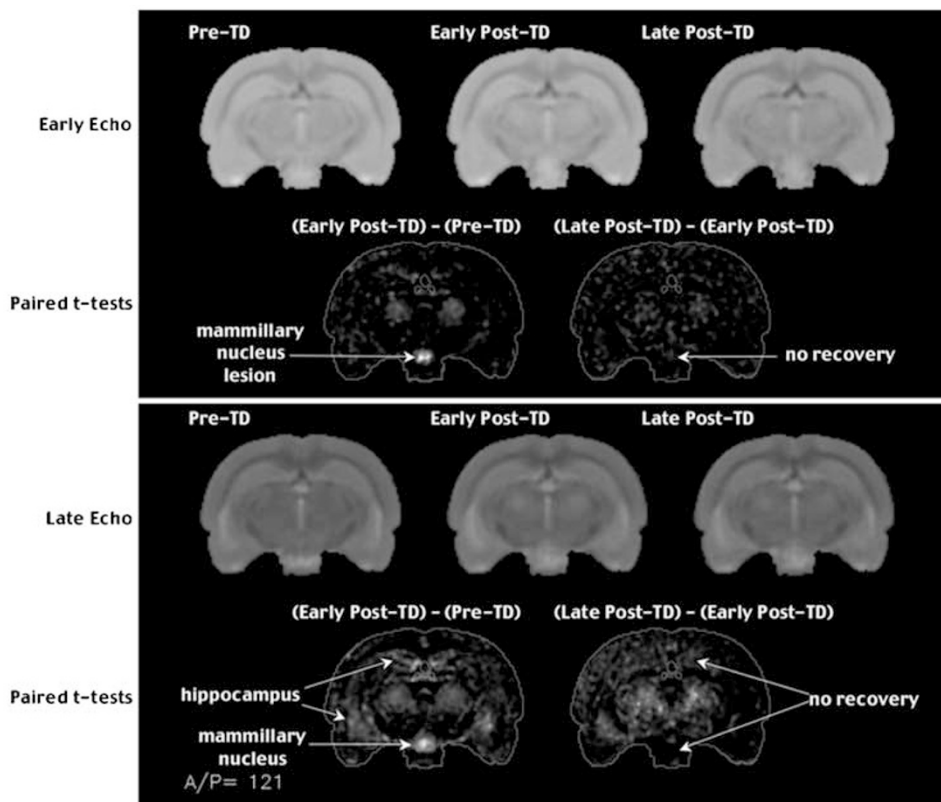 Pre-TD Early Post-TD Late Post-TD
Early Echo
(Early Post-TD) - (Pre-TD) (Late Post-TD) - (Early Post-TD)
Paired t-tests
mammillary
nucleus
lesion
no recovery
Pre-TD Early Post-TD Late Post-TD
Late Echo
(Early Post-TD) - (Pre-TD) (Late Post-TD) - (Early Post-TD)
Paired t-tests
hippocampus
no recovery
mammillary
nucleus
A/P= 121